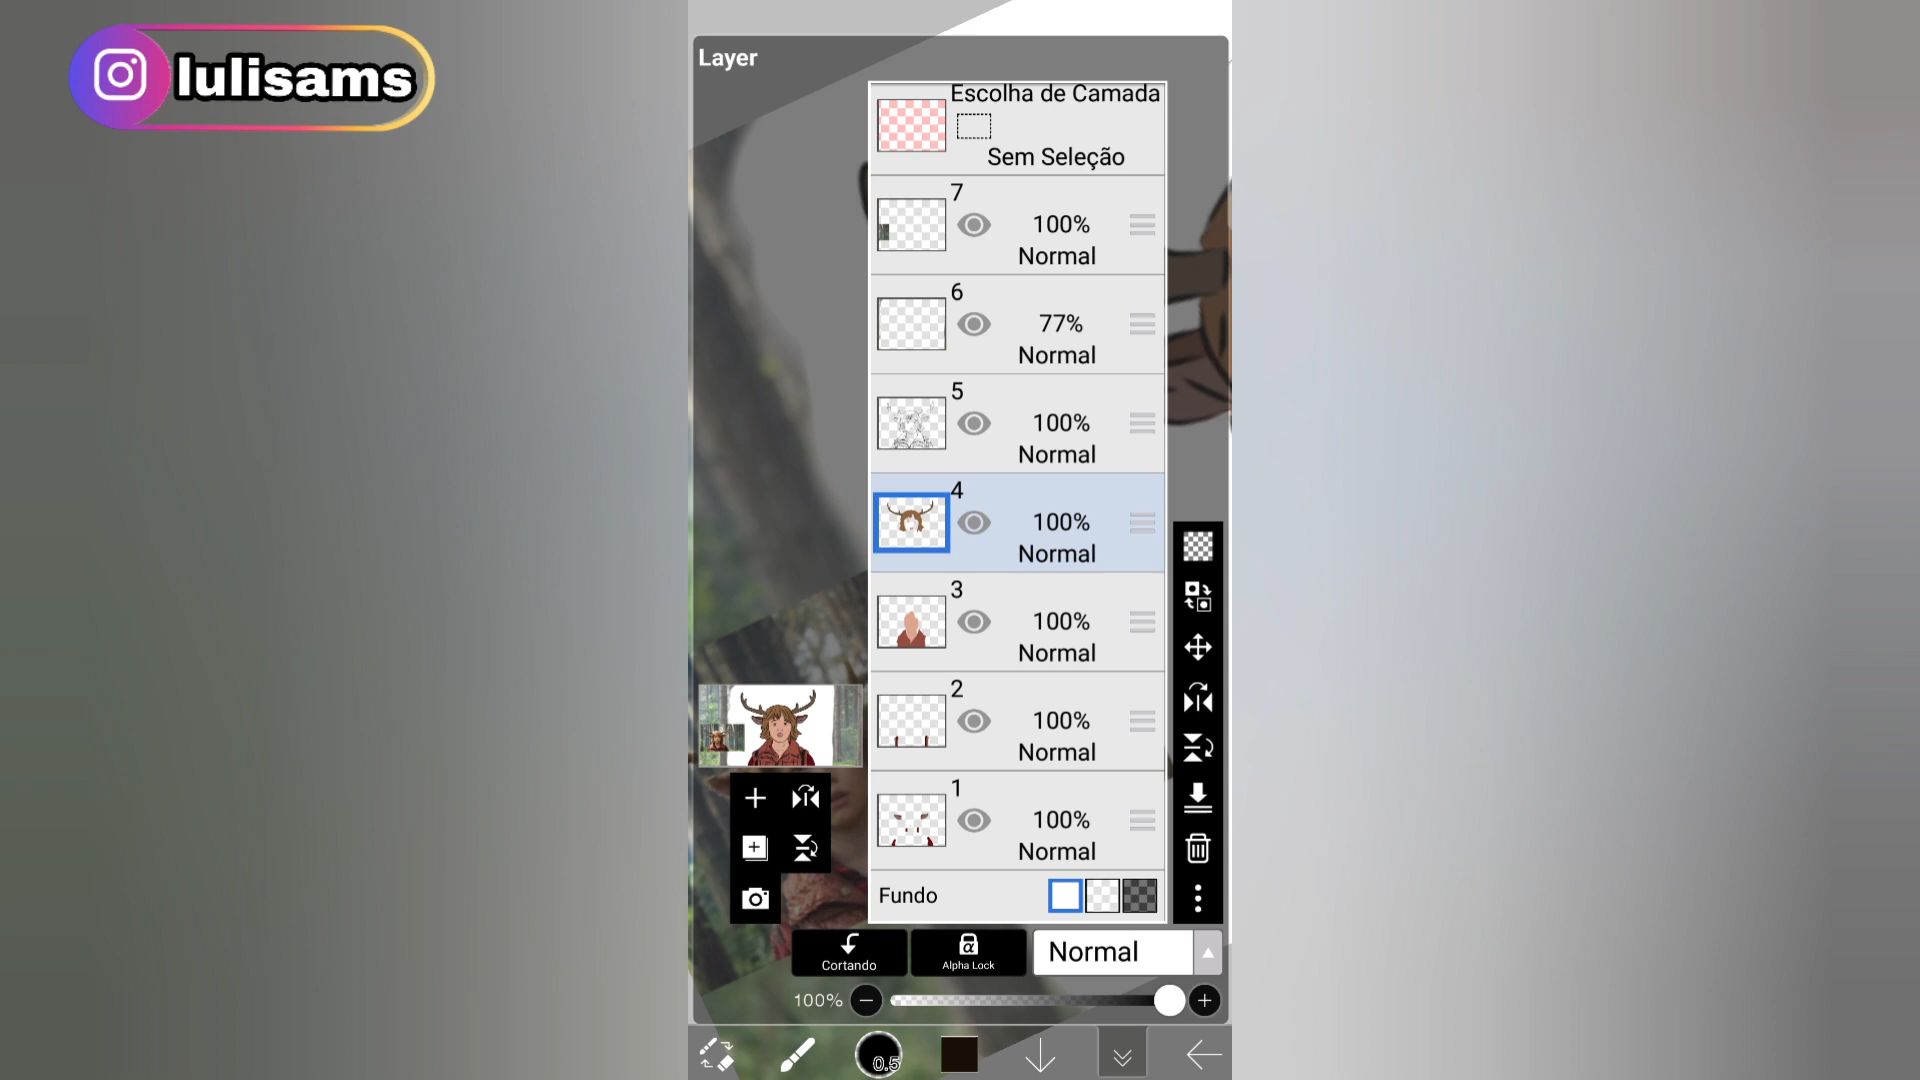 lulisams
Layer
Escolha de Camada
Sem Seleção
7
100%
Normal
6
77%
Normal
5
100%
Normal
4
100%
Normal
3
100%
Normal
2
100%
Normal
1
100%
Normal
Fundo
Cortando
Alpha Lock
Normal
100%
0.5